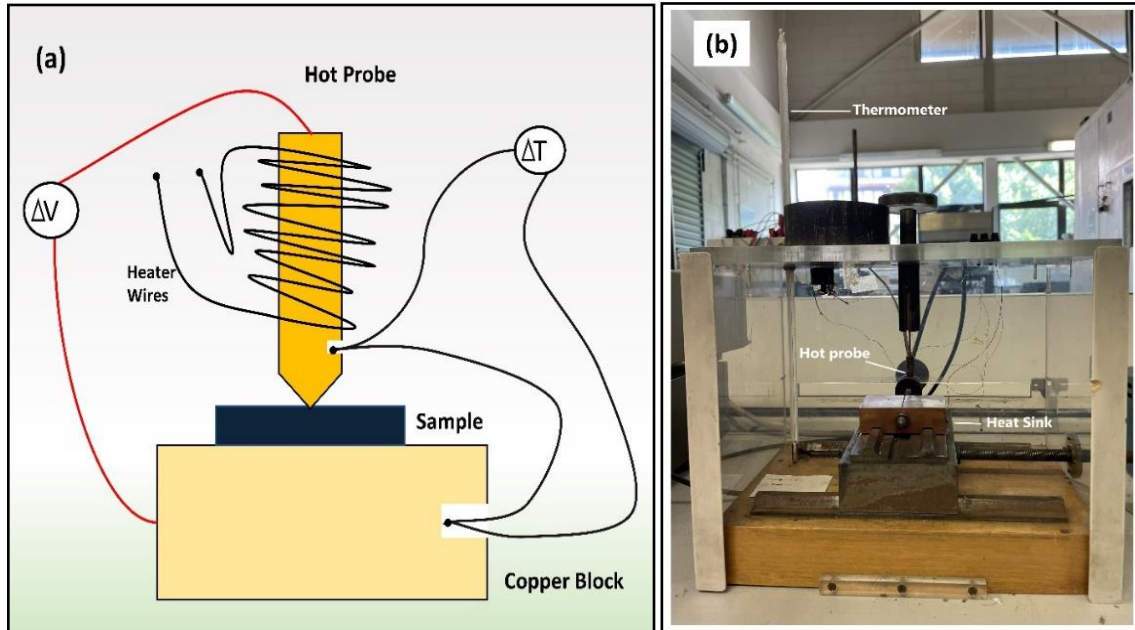 (a)
Hot Probe
ΔT
ΔV
Heater
Wires
Sample
Copper Block
(b)
Thermometer
Hot probe
Heat Sink